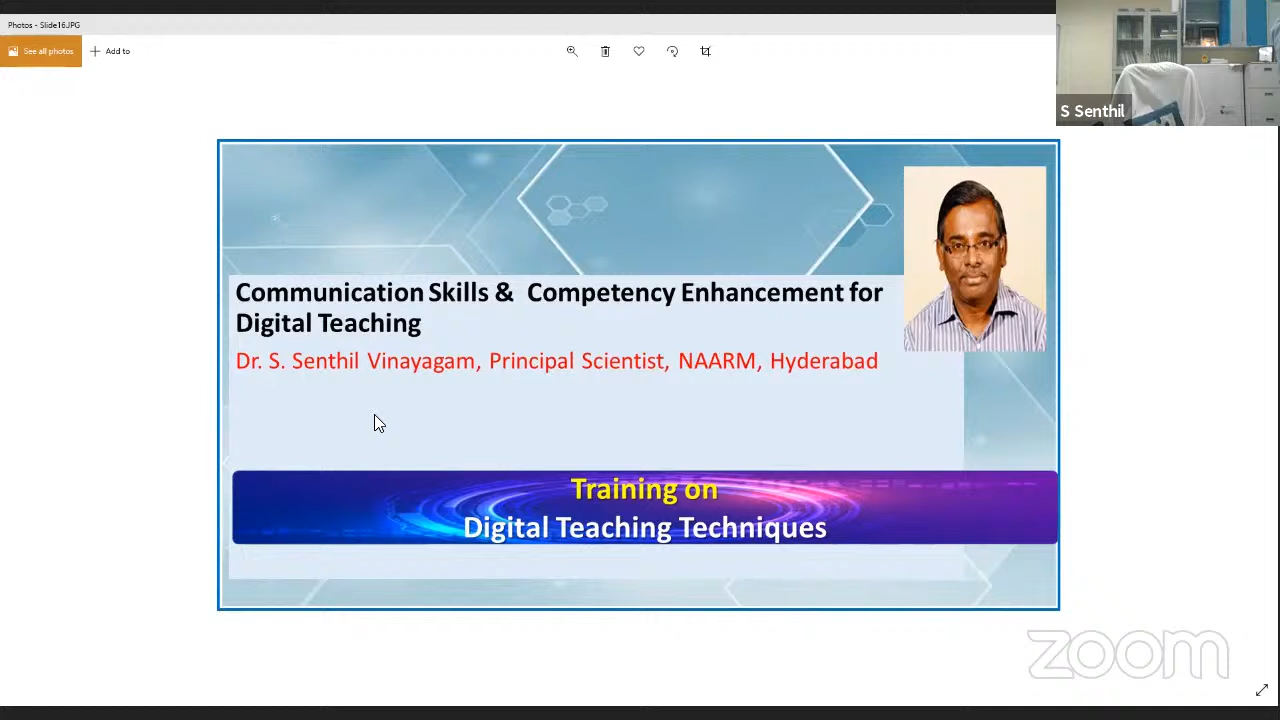 Photos - Slide16.JPG
See all photos
Add to
S Senthil
Communication Skills & Competency Enhancement for
Digital Teaching
Dr. S. Senthil Vinayagam, Principal Scientist, NAARM, Hyderabad
Training on
Digital Teaching Techniques
zoom